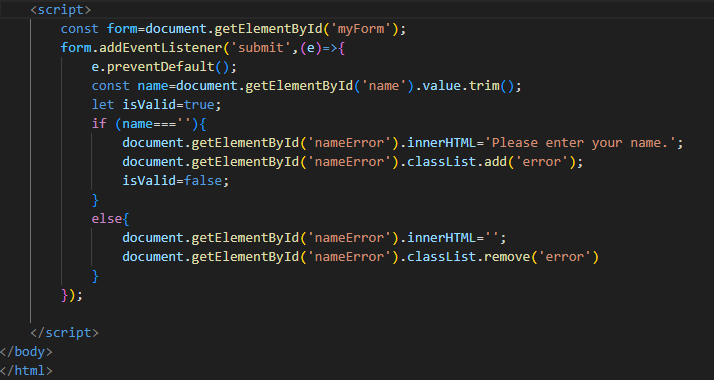 <script>
const form=document.getElementById('myForm');
form.addEventListener('submit',(e)=>{
e.preventDefault();
const name=document.getElementById('name').value.trim();
let isValid=true;
if (name===''){
document.getElementById('nameError').innerHTML='Please enter your name.';
document.getElementById('nameError').classList.add('error');
isValid=false;
}
else{
document.getElementById('nameError').innerHTML='';
document.getElementById('nameError').classList.remove('error')
}
});
</script>
</body>
</html>